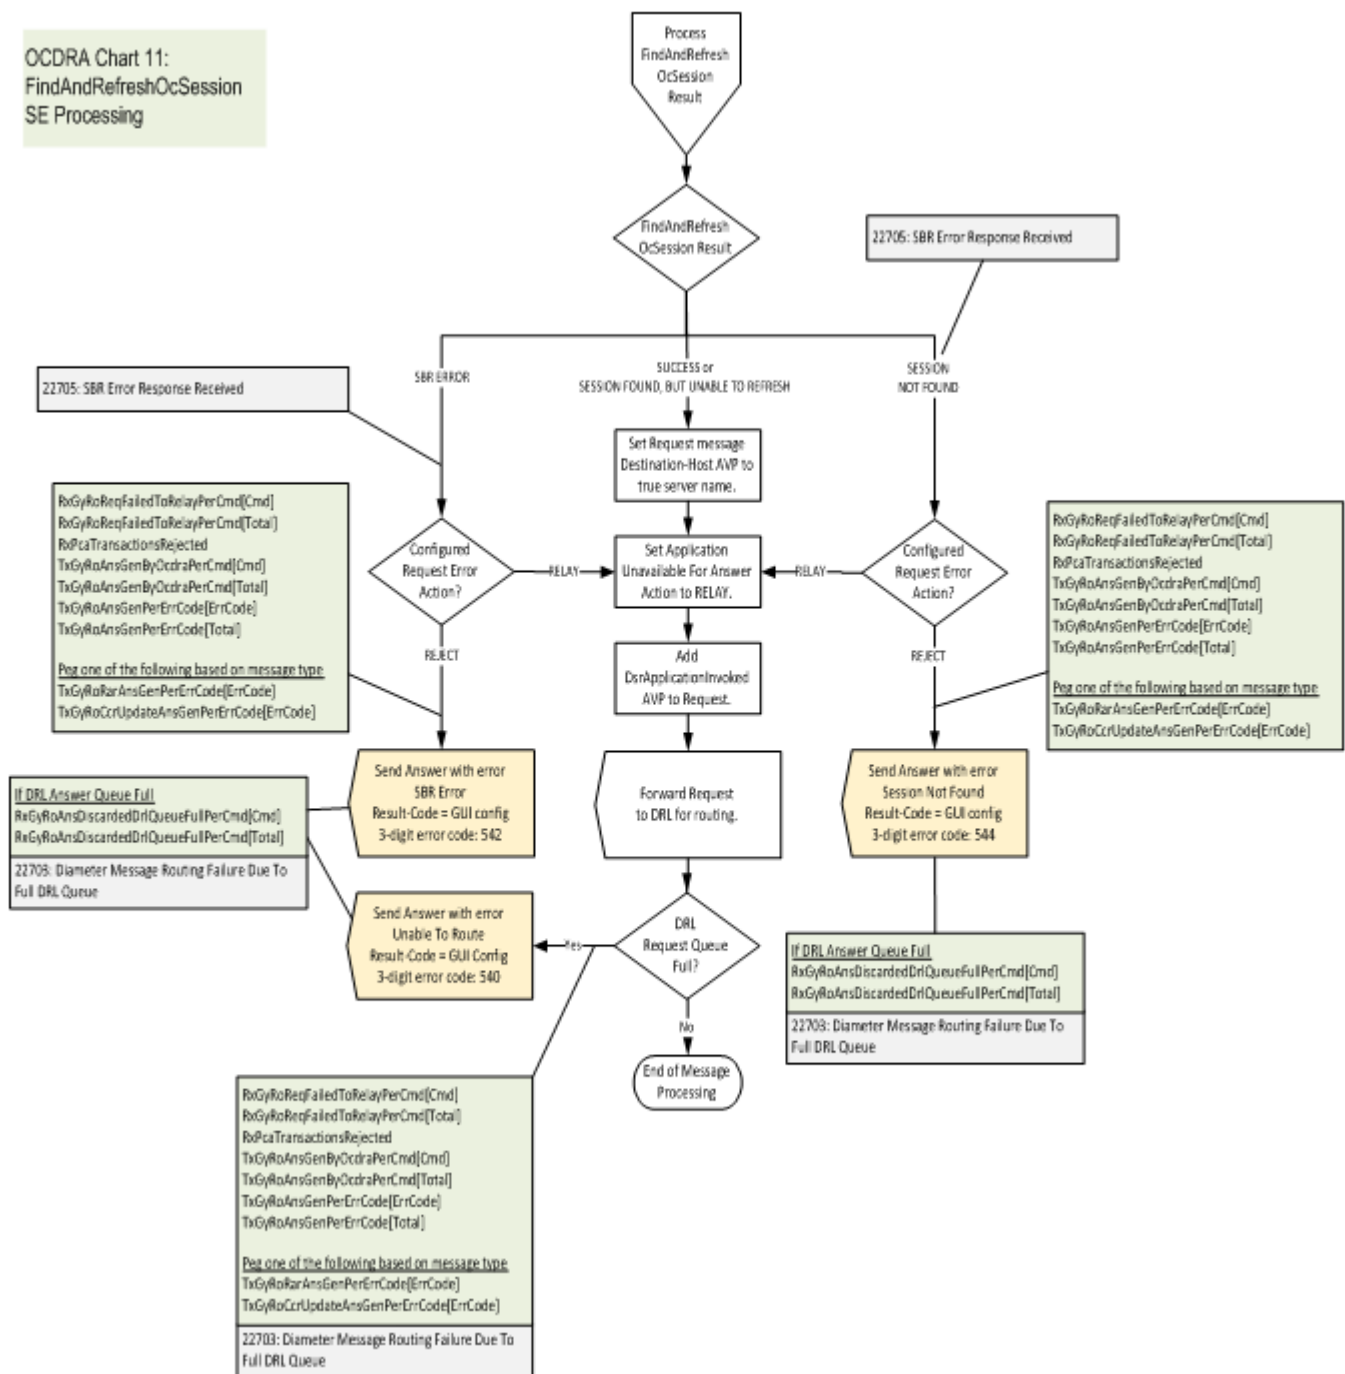 OCDRA Chart 11:
FindAndRefreshOcSession
SE Processing
Process
FindAndRefresh
OcSession
Result
FindAndRefresh
OcSession Result
22705: SBR Error Response Received
SBR ERROR
SUCCESS or
SESSION FOUND, BUT UNABLE TO REFRESH
SESSION
NOT FOUND
22705: SBR Error Response Received
Set Request message
Destination-Host AVP to
true server name.
RxGyRoReqFailedToRelayPerCmd[Cmd]
RxGyRoReqFailedToRelayPerCmd[Total]
RxPcaTransactionsRejected
TxGyRoAnsGenByOcdraPerCmd[Cmd]
TxGyRoAnsGenByOcdraPerCmd[Total]
TxGyRoAnsGenPerErrCode[ErrCode]
TxGyRoAnsGenPerErrCode[Total]
Peg one of the following based on message type
TxGyRoRarAnsGenPerErrCode[ErrCode]
TxGyRoCcrUpdateAnsGenPerErrCode[ErrCode]
Configured
Request Error
Action?
RELAY
Set Application
Unavailable For Answer
Action to RELAY.
RELAY
Configured
Request Error
Action?
RxGyRoReqFailedToRelayPerCmd[Cmd]
RxGyRoReqFailedToRelayPerCmd[Total]
RxPcaTransactionsRejected
TxGyRoAnsGenByOcdraPerCmd[Cmd]
TxGyRoAnsGenByOcdraPerCmd[Total]
TxGyRoAnsGenPerErrCode[ErrCode]
TxGyRoAnsGenPerErrCode[Total]
Peg one of the following based on message type
TxGyRoRarAnsGenPerErrCode[ErrCode]
TxGyRoCcrUpdateAnsGenPerErrCode[ErrCode]
REJECT
Add
DsrApplicationInvoked
AVP to Request.
REJECT
Send Answer with error
SBR Error
Result-Code = GUI config
3-digit error code: 542
Forward Request
to DRL for routing.
Send Answer with error
Session Not Found
Result-Code = GUI config
3-digit error code: 544
If DRL Answer Queue Full
RxGyRoAnsDiscardedDrlQueueFullPerCmd[Cmd]
RxGyRoAnsDiscardedDrlQueueFullPerCmd[Total]
22703: Diameter Message Routing Failure Due To
Full DRL Queue
Send Answer with error
Unable To Route
Result-Code = GUI Config
3-digit error code: 540
Yes
DRL
Request Queue
Full?
If DRL Answer Queue Full
RxGyRoAnsDiscardedDrlQueueFullPerCmd[Cmd]
RxGyRoAnsDiscardedDrlQueueFullPerCmd[Total]
22703: Diameter Message Routing Failure Due To
Full DRL Queue
No
End of Message
Processing
RxGyRoReqFailedToRelayPerCmd[Cmd]
RxGyRoReqFailedToRelayPerCmd[Total]
RxPcaTransactionsRejected
TxGyRoAnsGenByOcdraPerCmd[Cmd]
TxGyRoAnsGenByOcdraPerCmd[Total]
TxGyRoAnsGenPerErrCode[ErrCode]
TxGyRoAnsGenPerErrCode[Total]
Peg one of the following based on message type
TxGyRoRarAnsGenPerErrCode[ErrCode]
TxGyRoCcrUpdateAnsGenPerErrCode[ErrCode]
22703: Diameter Message Routing Failure Due To
Full DRL Queue